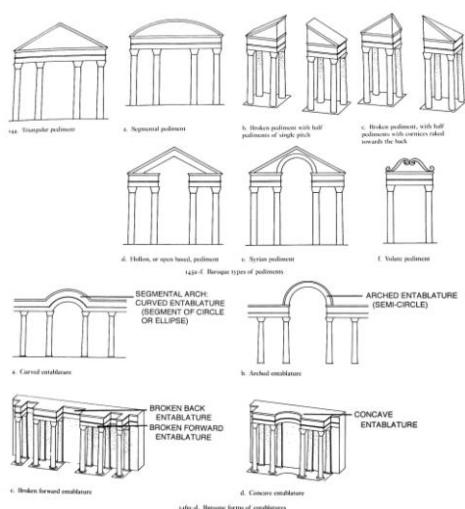 144. Triangular pediment
a. Segmental pediment
b. Broken pediment with half
pediments of single pitch
c. Broken pediment, with half
pediments with cornices raked
towards the back
d. Hollow, or open based, pediment
e. Syrian pediment
f. Volute pediment
145a-f. Baroque types of pediments
SEGMENTAL ARCH:
CURVED ENTABLATURE
(SEGMENT OF CIRCLE
OR ELLIPSE)
ARCHED ENTABLATURE
(SEMI-CIRCLE)
a. Curved entablature
b. Arched entablature
BROKEN BACK
ENTABLATURE
BROKEN FORWARD
ENTABLATURE
CONCAVE
ENTABLATURE
c. Broken forward entablature
d. Concave entablature
146a-d. Baroque forms of entablatures